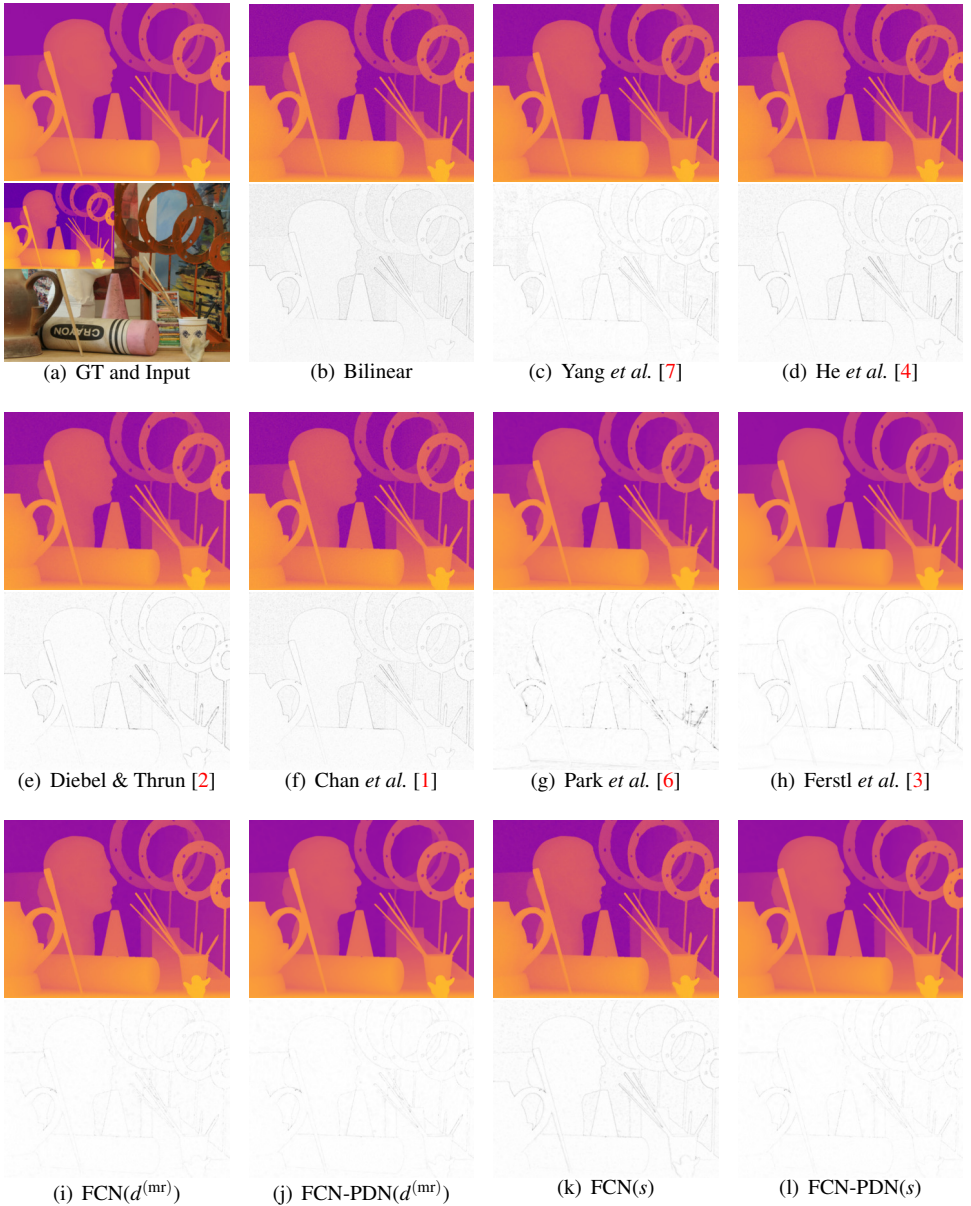 CRAYON
(a) GT and Input
(b) Bilinear
(c) Yang et al. [7]
(d) He et al. [4]
(e) Diebel & Thrun [2]
(f) Chan et al. [1]
(g) Park et al. [6]
(h) Ferstl et al. [3]
(i) FCN(d^(mr))
(j) FCN-PDN(d^(mr))
(k) FCN(s)
(l) FCN-PDN(s)